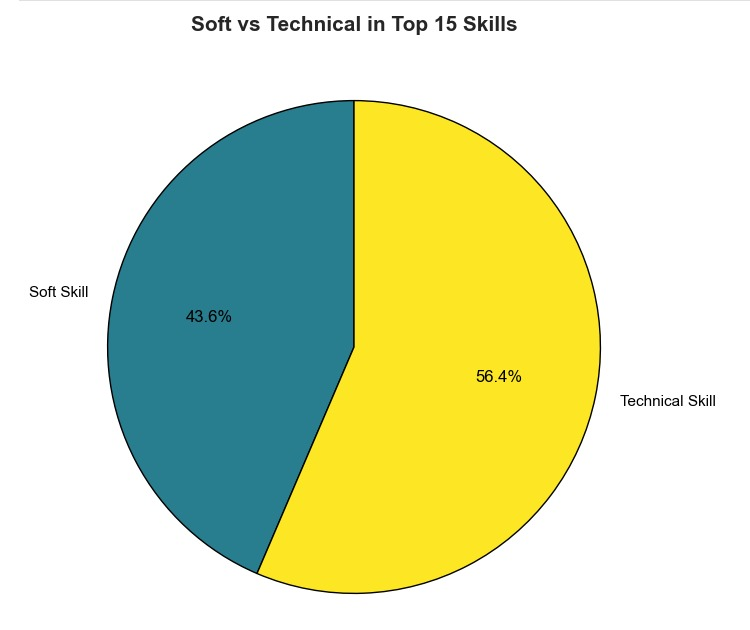 Soft vs Technical in Top 15 Skills
Soft Skill
43.6%
56.4%
Technical Skill